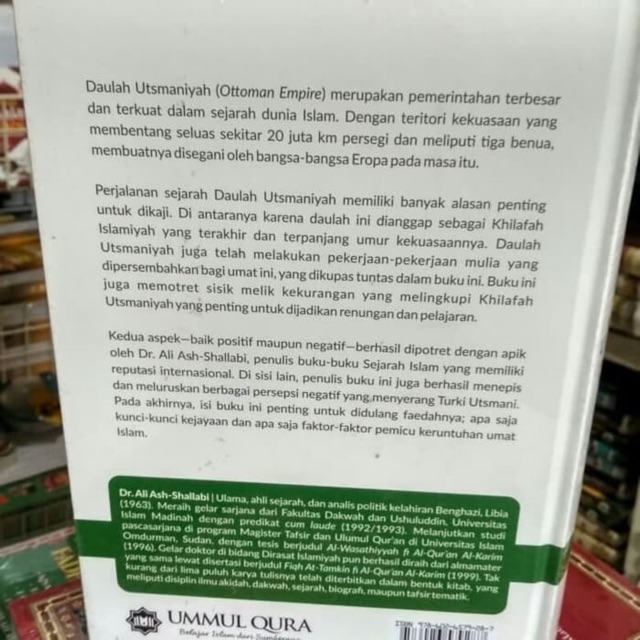 Daulah Utsmaniyah (Ottoman Empire) merupakan pemerintahan terbesar
dan terkuat dalam sejarah dunia Islam. Dengan teritori kekuasaan yang
membentang seluas sekitar 20 juta km persegi dan meliputi tiga benua,
membuatnya disegani oleh bangsa-bangsa Eropa pada masa itu.
Perjalanan sejarah Daulah Utsmaniyah memiliki banyak alasan penting
untuk dikaji. Di antaranya karena daulah ini dianggap sebagai Khilafah
Islamiyah yang terakhir dan terpanjang umur kekuasaannya. Daulah
Utsmaniyah juga telah melakukan pekerjaan-pekerjaan mulia yang
dipersembahkan bagi umat ini, yang dikupas tuntas dalam buku ini. Buku ini
juga memotret sisik melik kekurangan yang melingkupi Khilafah
Utsmaniyah yang penting untuk dijadikan renungan dan pelajaran.
Kedua aspek—baik positif maupun negatif—berhasil dipotret dengan apik
oleh Dr. Ali Ash-Shallabi, penulis buku-buku Sejarah Islam yang memiliki
reputasi internasional. Di sisi lain, penulis buku ini juga berhasil menepis
dan meluruskan berbagai persepsi negatif yang menyerang Turki Utsmani.
Pada akhirnya, isi buku ini penting untuk didulang faedahnya; apa saja
kunci-kunci kejayaan dan apa saja faktor-faktor pemicu keruntuhan umat
Islam.
Dr. Ali Ash-Shallabi | Ulama, ahli sejarah, dan analis politik kelahiran Benghazi, Libia
(1963). Meraih gelar sarjana dari Fakultas Dakwah dan Ushuluddin, Universitas
Islam Madinah dengan predikat cum laude (1992/1993). Melanjutkan studi
pascasarjana di program Magister Tafsir dan Ulumul Qur'an di Universitas Islam
Omdurman, Sudan, dengan tesis berjudul Al-Wasathiyyah fi Al-Qur'an Al-Karim
(1996). Gelar doktor di bidang Dirasat Islamiyah pun berhasil diraih dari almamater
yang sama lewat disertasi berjudul Fiqh At-Tamkin fi Al-Qur'an Al-Karim (1999). Tak
kurang dari lima puluh karya tulisnya telah diterbitkan dalam bentuk kitab, yang
meliputi disiplin ilmu akidah, dakwah, sejarah, biografi, maupun tafsir tematik.
UMMUL QURA
Belajar Islam dari Sumbernya
ISBN